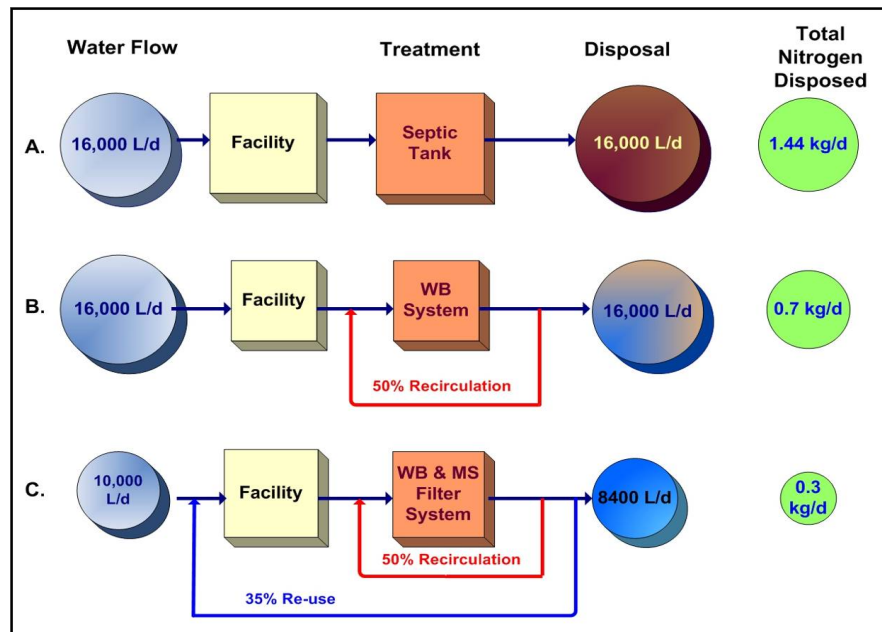 Water Flow
Treatment
Disposal
Total
Nitrogen
Disposed
A.
16,000 L/d
Facility
Septic
Tank
16,000 L/d
1.44 kg/d
B.
16,000 L/d
Facility
WB
System
16,000 L/d
0.7 kg/d
50% Recirculation
C.
10,000
L/d
Facility
WB & MS
Filter
System
8400 L/d
0.3
kg/d
50% Recirculation
35% Re-use